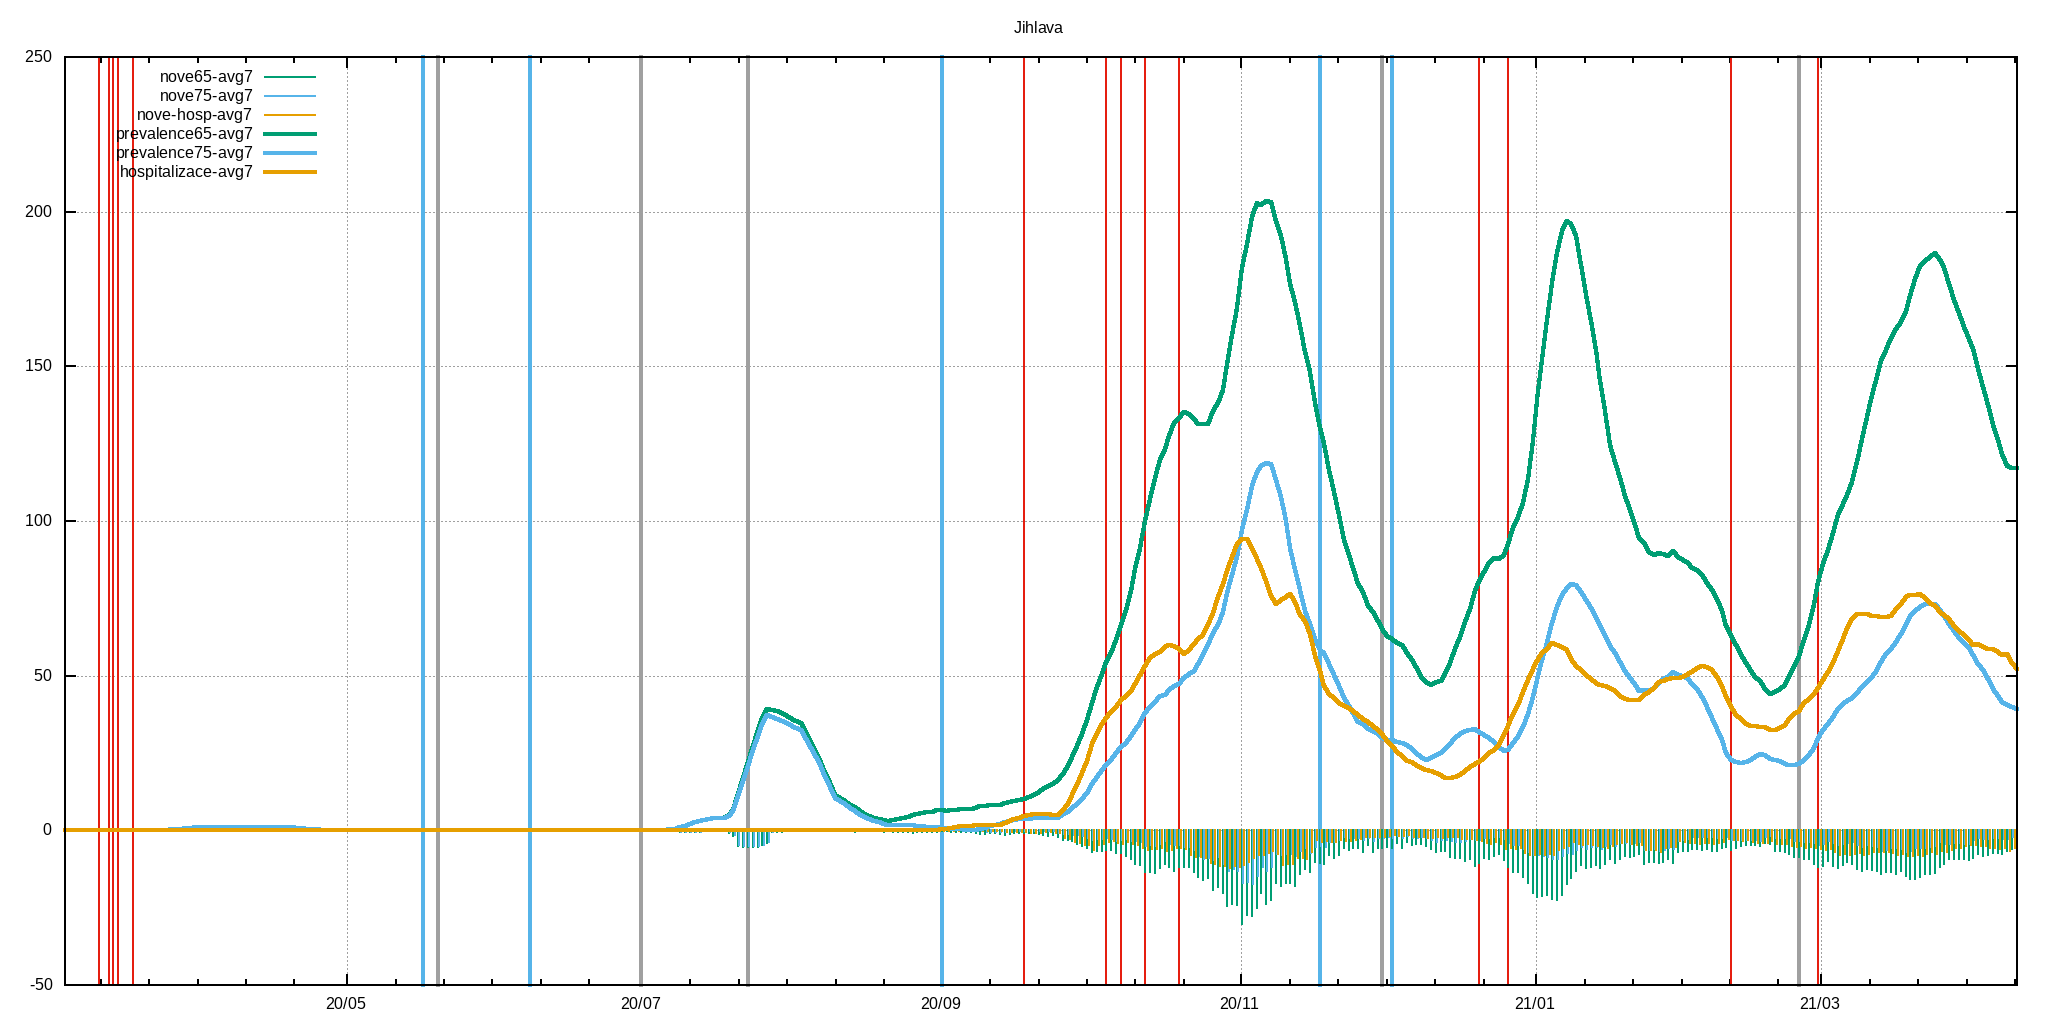 Jihlava
250
200
150
100
50
0
-50
nove65-avg7
nove75-avg7
nove-hosp-avg7
prevalence65-avg7
prevalence75-avg7
hospitalizace-avg7
20/05
20/07
20/09
20/11
21/01
21/03